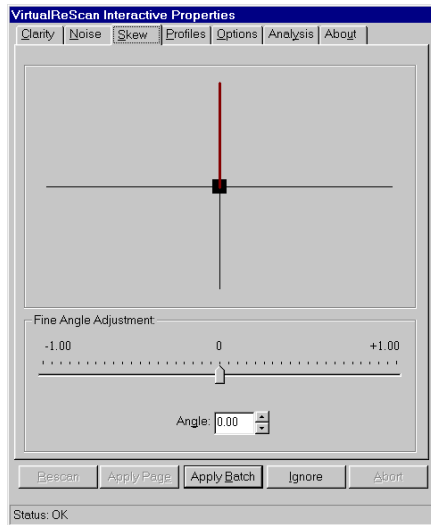 VirtualReScan Interactive Properties
Clarity Noise Skew Profiles Options Analysis About
Fine Angle Adjustment:
-1.00 0 +1.00
Angle: 0.00
Rescan Apply Page Apply Batch Ignore Abort
Status: OK